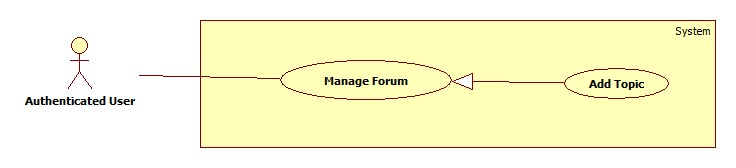 System
Manage Forum
Add Topic
Authenticated User